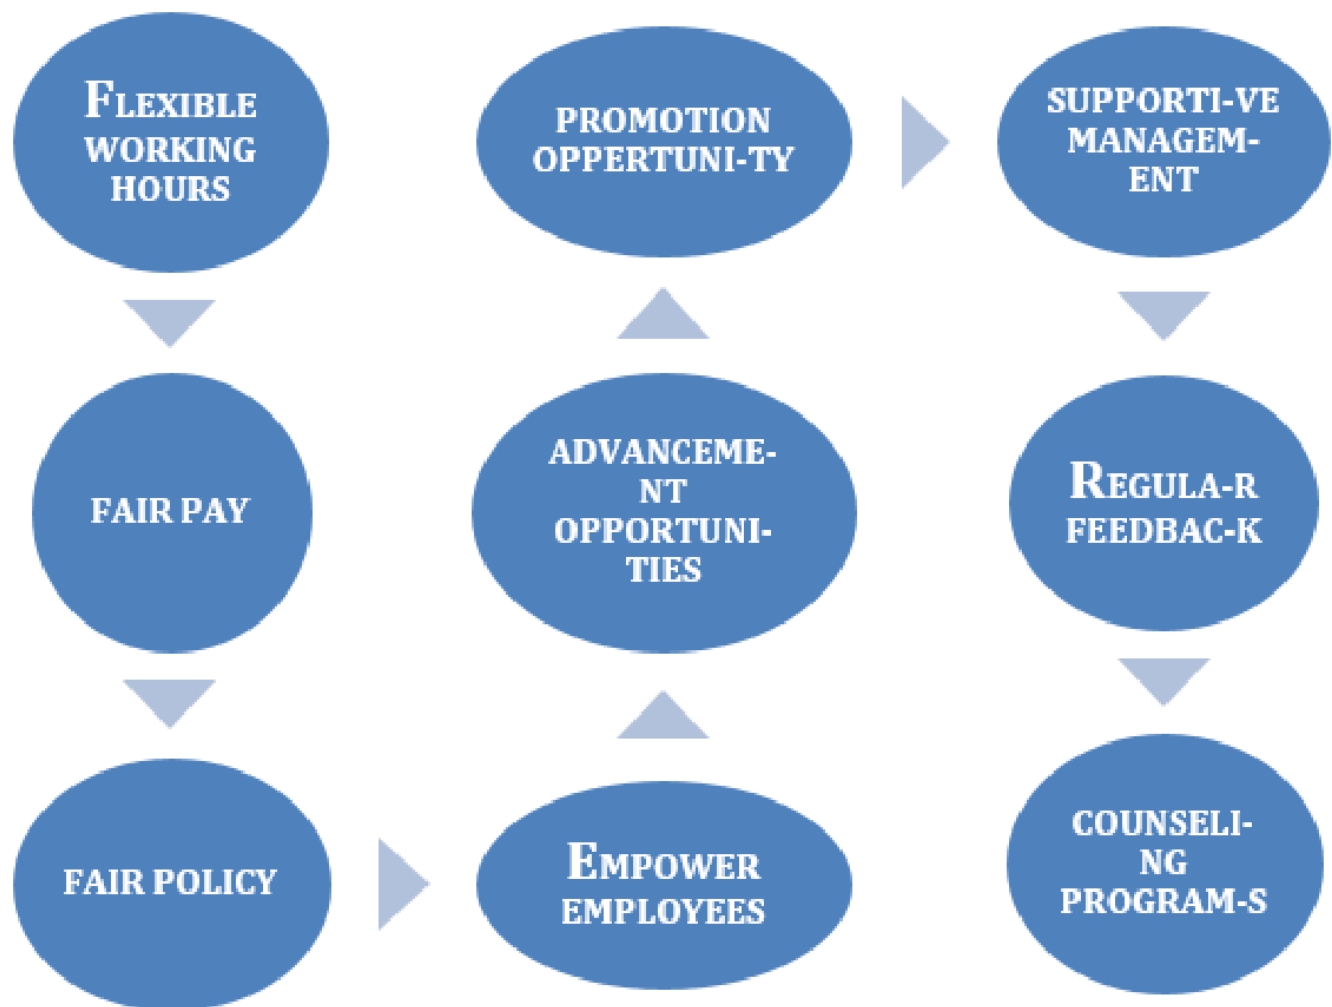 FLEXIBLE
WORKING
HOURS
FAIR PAY
FAIR POLICY
EMPOWER
EMPLOYEES
ADVANCEME-
NT
OPPORTUNI-
TIES
PROMOTION
OPPERTUNI-TY
SUPPORTI-VE
MANAGEM-
ENT
REGULA-R
FEEDBAC-K
COUNSELI-
NG
PROGRAM-S